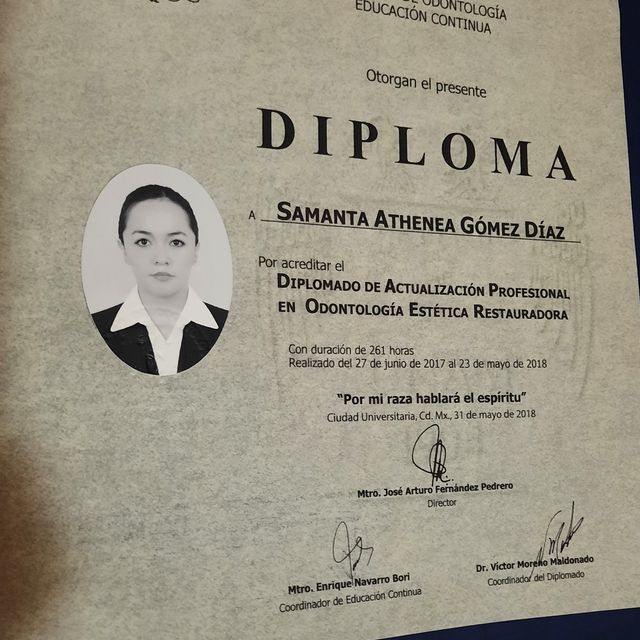 DE ODONTOLOGÍA
EDUCACIÓN CONTINUA
Otorgan el presente
DIPLOMA
A SAMANTA ATHENEA GÓMEZ DÍAZ
Por acreditar el
DIPLOMADO DE ACTUALIZACIÓN PROFESIONAL
EN ODONTOLOGÍA ESTÉTICA RESTAURADORA
Con duración de 261 horas
Realizado del 27 de junio de 2017 al 23 de mayo de 2018
"Por mi raza hablará el espíritu"
Ciudad Universitaria, Cd. Mx., 31 de mayo de 2018
Mtro. José Arturo Fernández Pedrero
Director
Mtro. Enrique Navarro Bori
Coordinador de Educación Continua
Dr. Víctor Moreno Maldonado
Coordinador del Diplomado